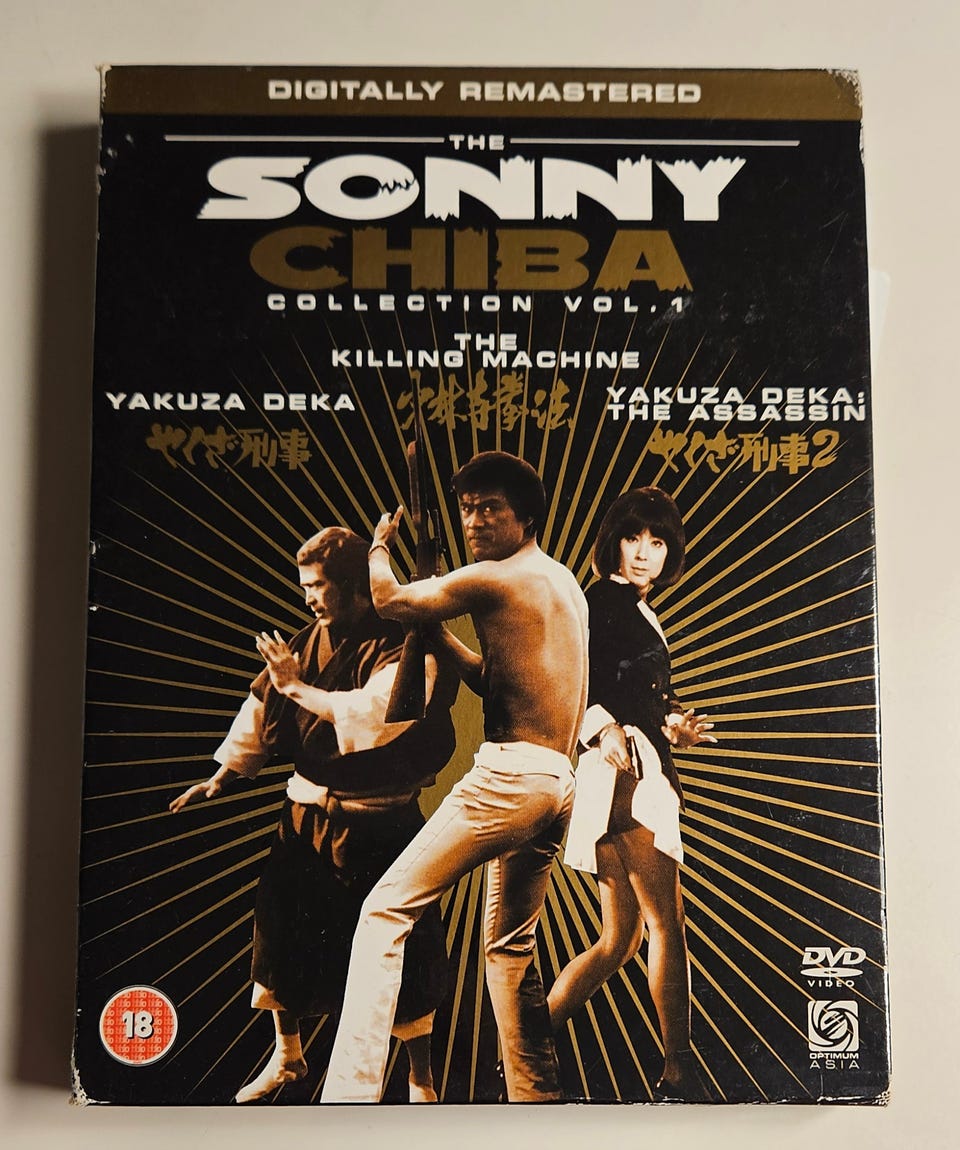 DIGITALLY REMASTERED
THE
SONNY
CHIBA
COLLECTION VOL.1
THE
KILLING MACHINE
少林寺拳法
YAKUZA DEKA
やくざ刑事
YAKUZA DEKA:
THE ASSASSIN
やくざ刑事2
DVD
VIDEO
18
OPTIMUM
ASIA